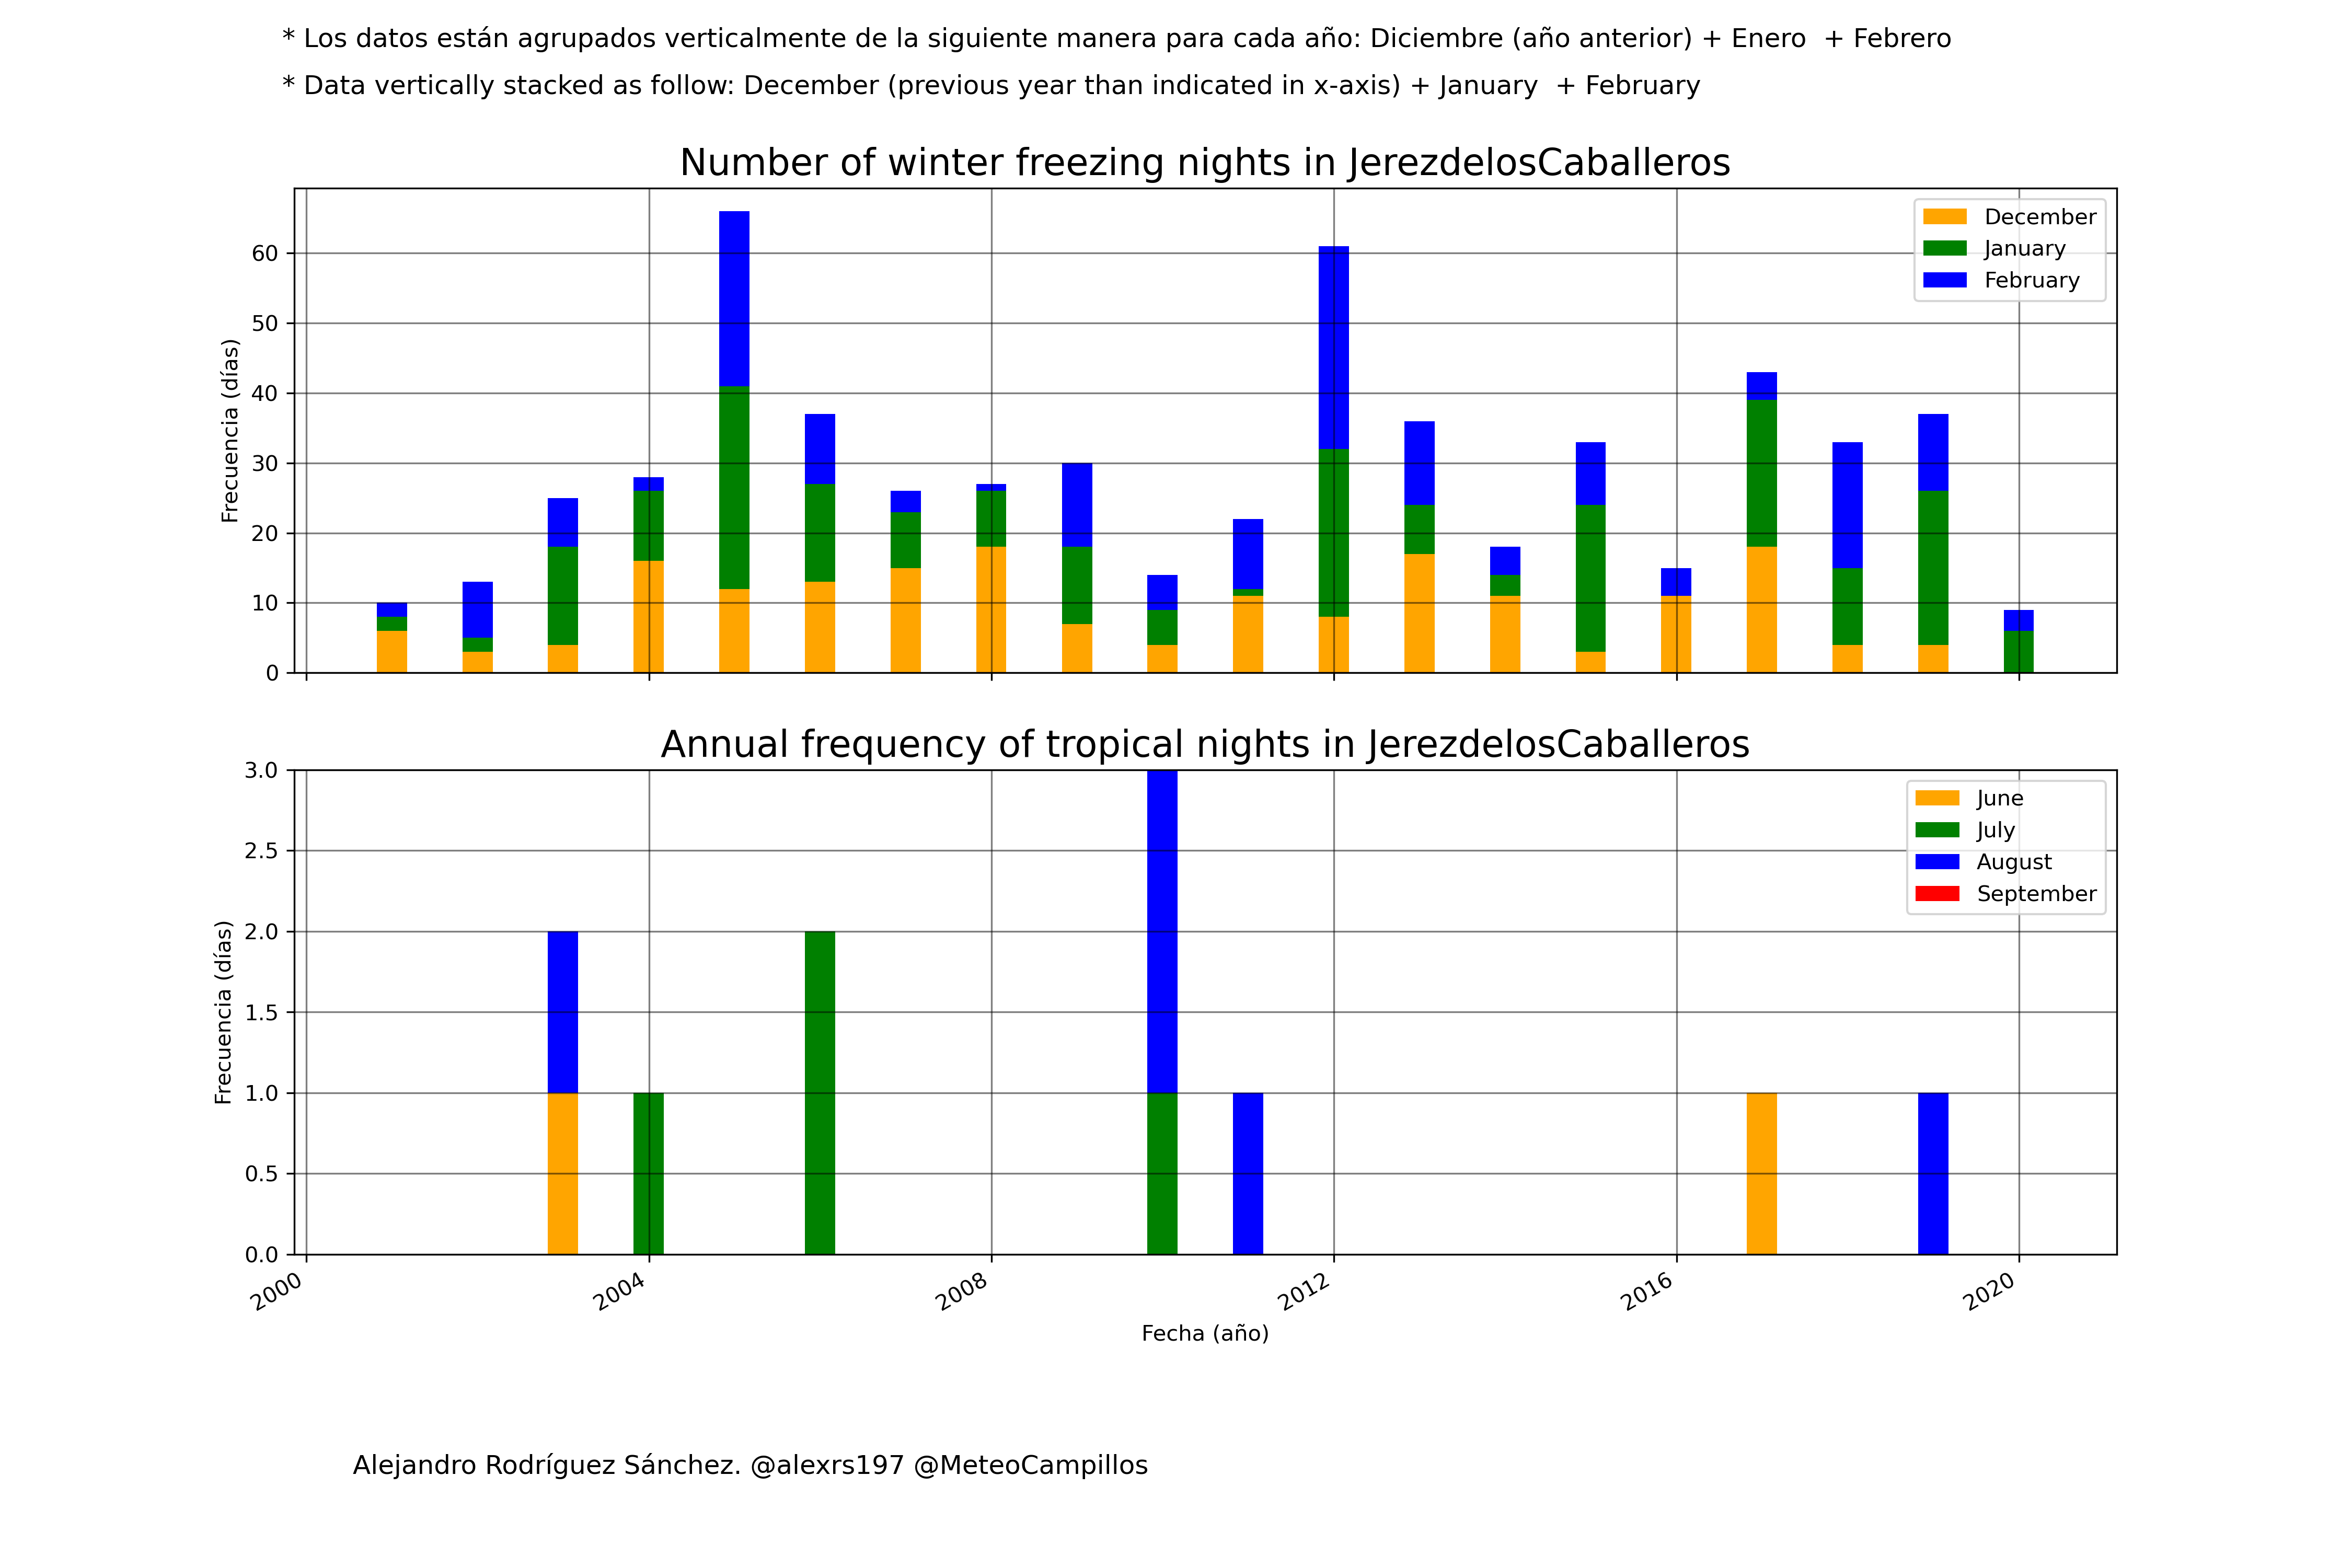 * Los datos están agrupados verticalmente de la siguiente manera para cada año: Diciembre (año anterior) + Enero  + Febrero
* Data vertically stacked as follow: December (previous year than indicated in x-axis) + January  + February
Number of winter freezing nights in JerezdelosCaballeros
Frecuencia (días)
60
50
40
30
20
10
0
December
January
February
Annual frequency of tropical nights in JerezdelosCaballeros
Frecuencia (días)
3.0
2.5
2.0
1.5
1.0
0.5
0.0
June
July
August
September
2000
2004
2008
2012
2016
2020
Fecha (año)
Alejandro Rodríguez Sánchez. @alexrs197 @MeteoCampillos